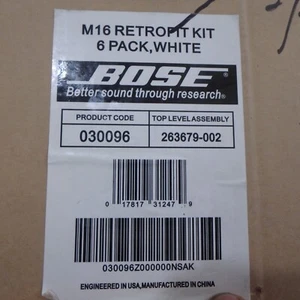 M16 RETROFIT KIT
6 PACK,WHITE
BOSE®
Better sound through research®
PRODUCT CODE
TOP LEVEL ASSEMBLY
030096
263679-002
0 17817 31247 9
030096Z000000NSAK
ENGINEERED IN USA,MANUFACTURED IN CHINA